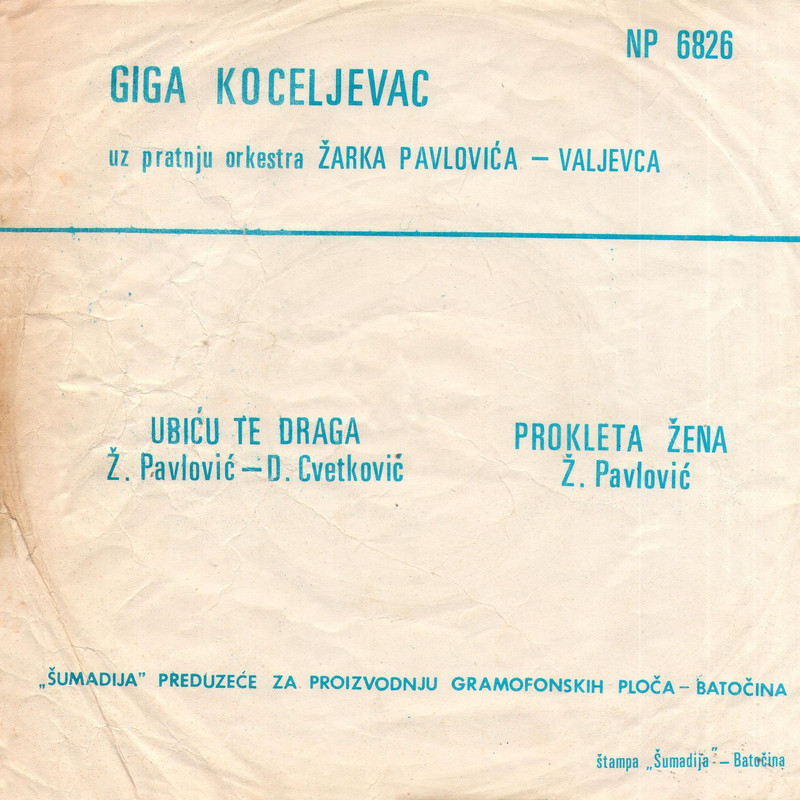 NP 6826
GIGA KOCELJEVAC
uz pratnju orkestra ŽARKA PAVLOVIĆA – VALJEVCA
UBIĆU TE DRAGA
Ž. Pavlović – D. Cvetković
PROKLETA ŽENA
Ž. Pavlović
„ŠUMADIJA” PREDUZEĆE ZA PROIZVODNJU GRAMOFONSKIH PLOČA – BATOČINA
štampa „Šumadija” – Batočina